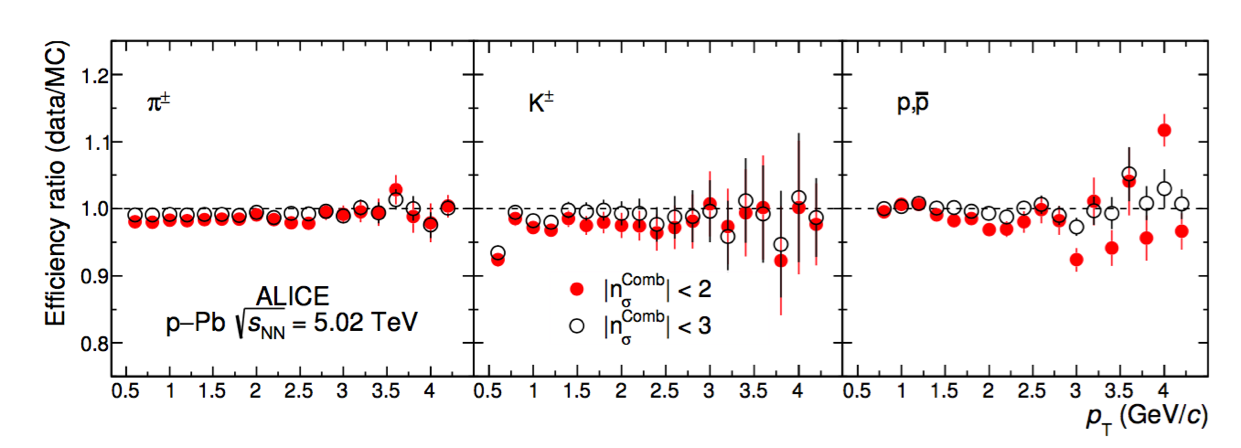 Efficiency ratio (data/MC)
1.2
1.1
1.0
0.9
0.8
π±
K±
p,p̅
ALICE
p−Pb √sNN = 5.02 TeV
|nσComb| < 2
|nσComb| < 3
0.5 1 1.5 2 2.5 3 3.5 4
0.5 1 1.5 2 2.5 3 3.5 4
0.5 1 1.5 2 2.5 3 3.5 4
pT (GeV/c)